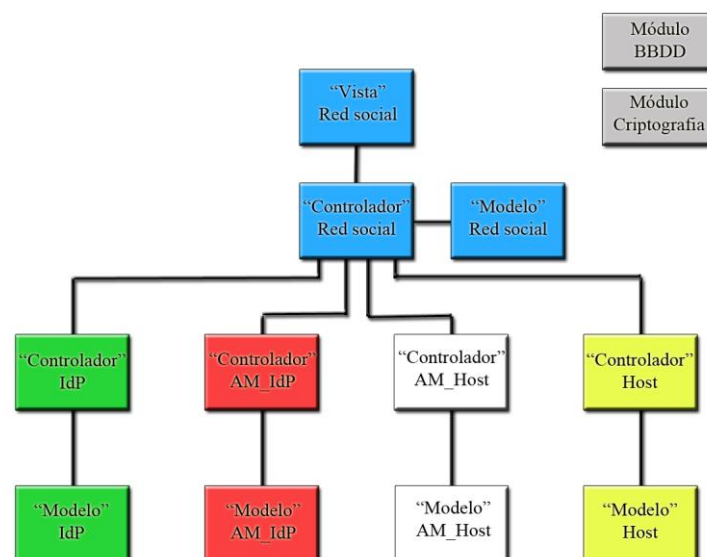 Módulo
BBDD
“Vista”
Red social
Módulo
Criptografia
“Controlador”
Red social
“Modelo”
Red social
“Controlador”
IdP
“Controlador”
AM_IdP
“Controlador”
AM_Host
“Controlador”
Host
“Modelo”
IdP
“Modelo”
AM_IdP
“Modelo”
AM_Host
“Modelo”
Host